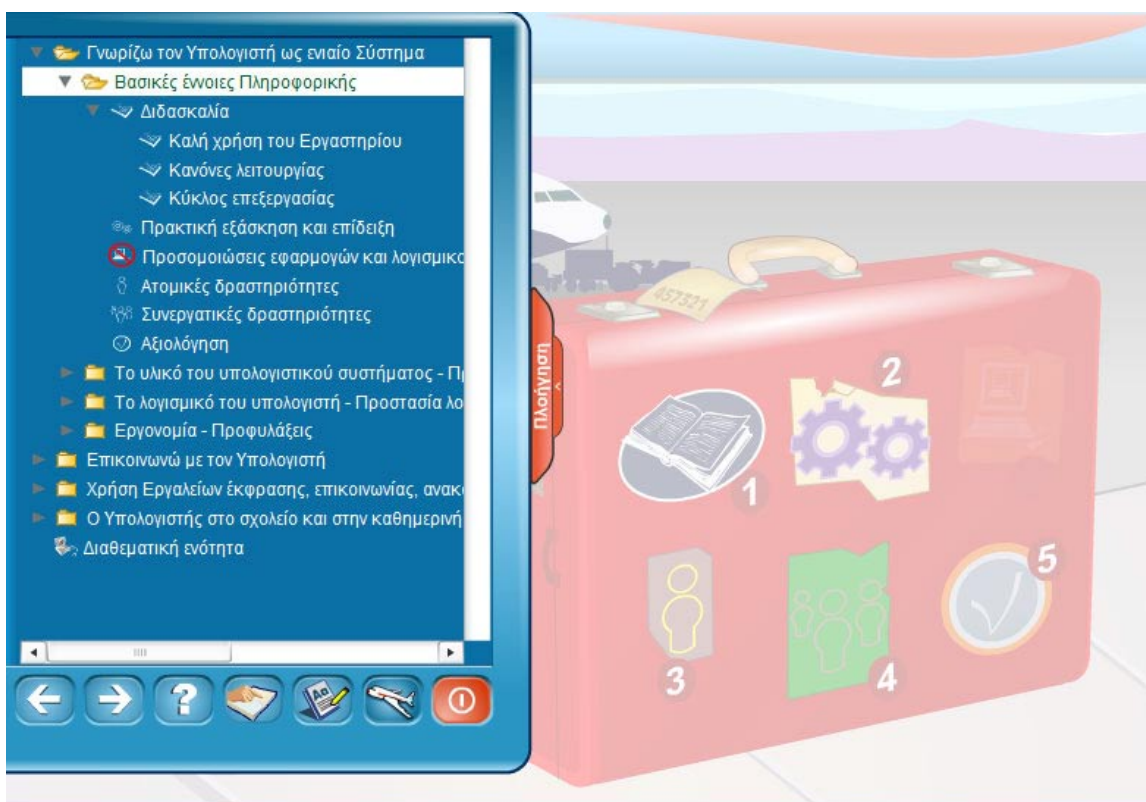 Γνωρίζω τον Υπολογιστή ως ενιαίο Σύστημα
Βασικές έννοιες Πληροφορικής
Διδασκαλία
Καλή χρήση του Εργαστηρίου
Κανόνες λειτουργίας
Κύκλος επεξεργασίας
Πρακτική εξάσκηση και επίδειξη
Προσομοιώσεις εφαρμογών και λογισμικο
Ατομικές δραστηριότητες
Συνεργατικές δραστηριότητες
Αξιολόγηση
Το υλικό του υπολογιστικού συστήματος - Πρ
Το λογισμικό του υπολογιστή - Προστασία λο
Εργονομία - Προφυλάξεις
Επικοινωνώ με τον Υπολογιστή
Χρήση Εργαλείων έκφρασης, επικοινωνίας, ανακ
Ο Υπολογιστής στο σχολείο και στην καθημερινή
Διαθεματική ενότητα
Πλοήγηση
457321
1
2
3
4
5